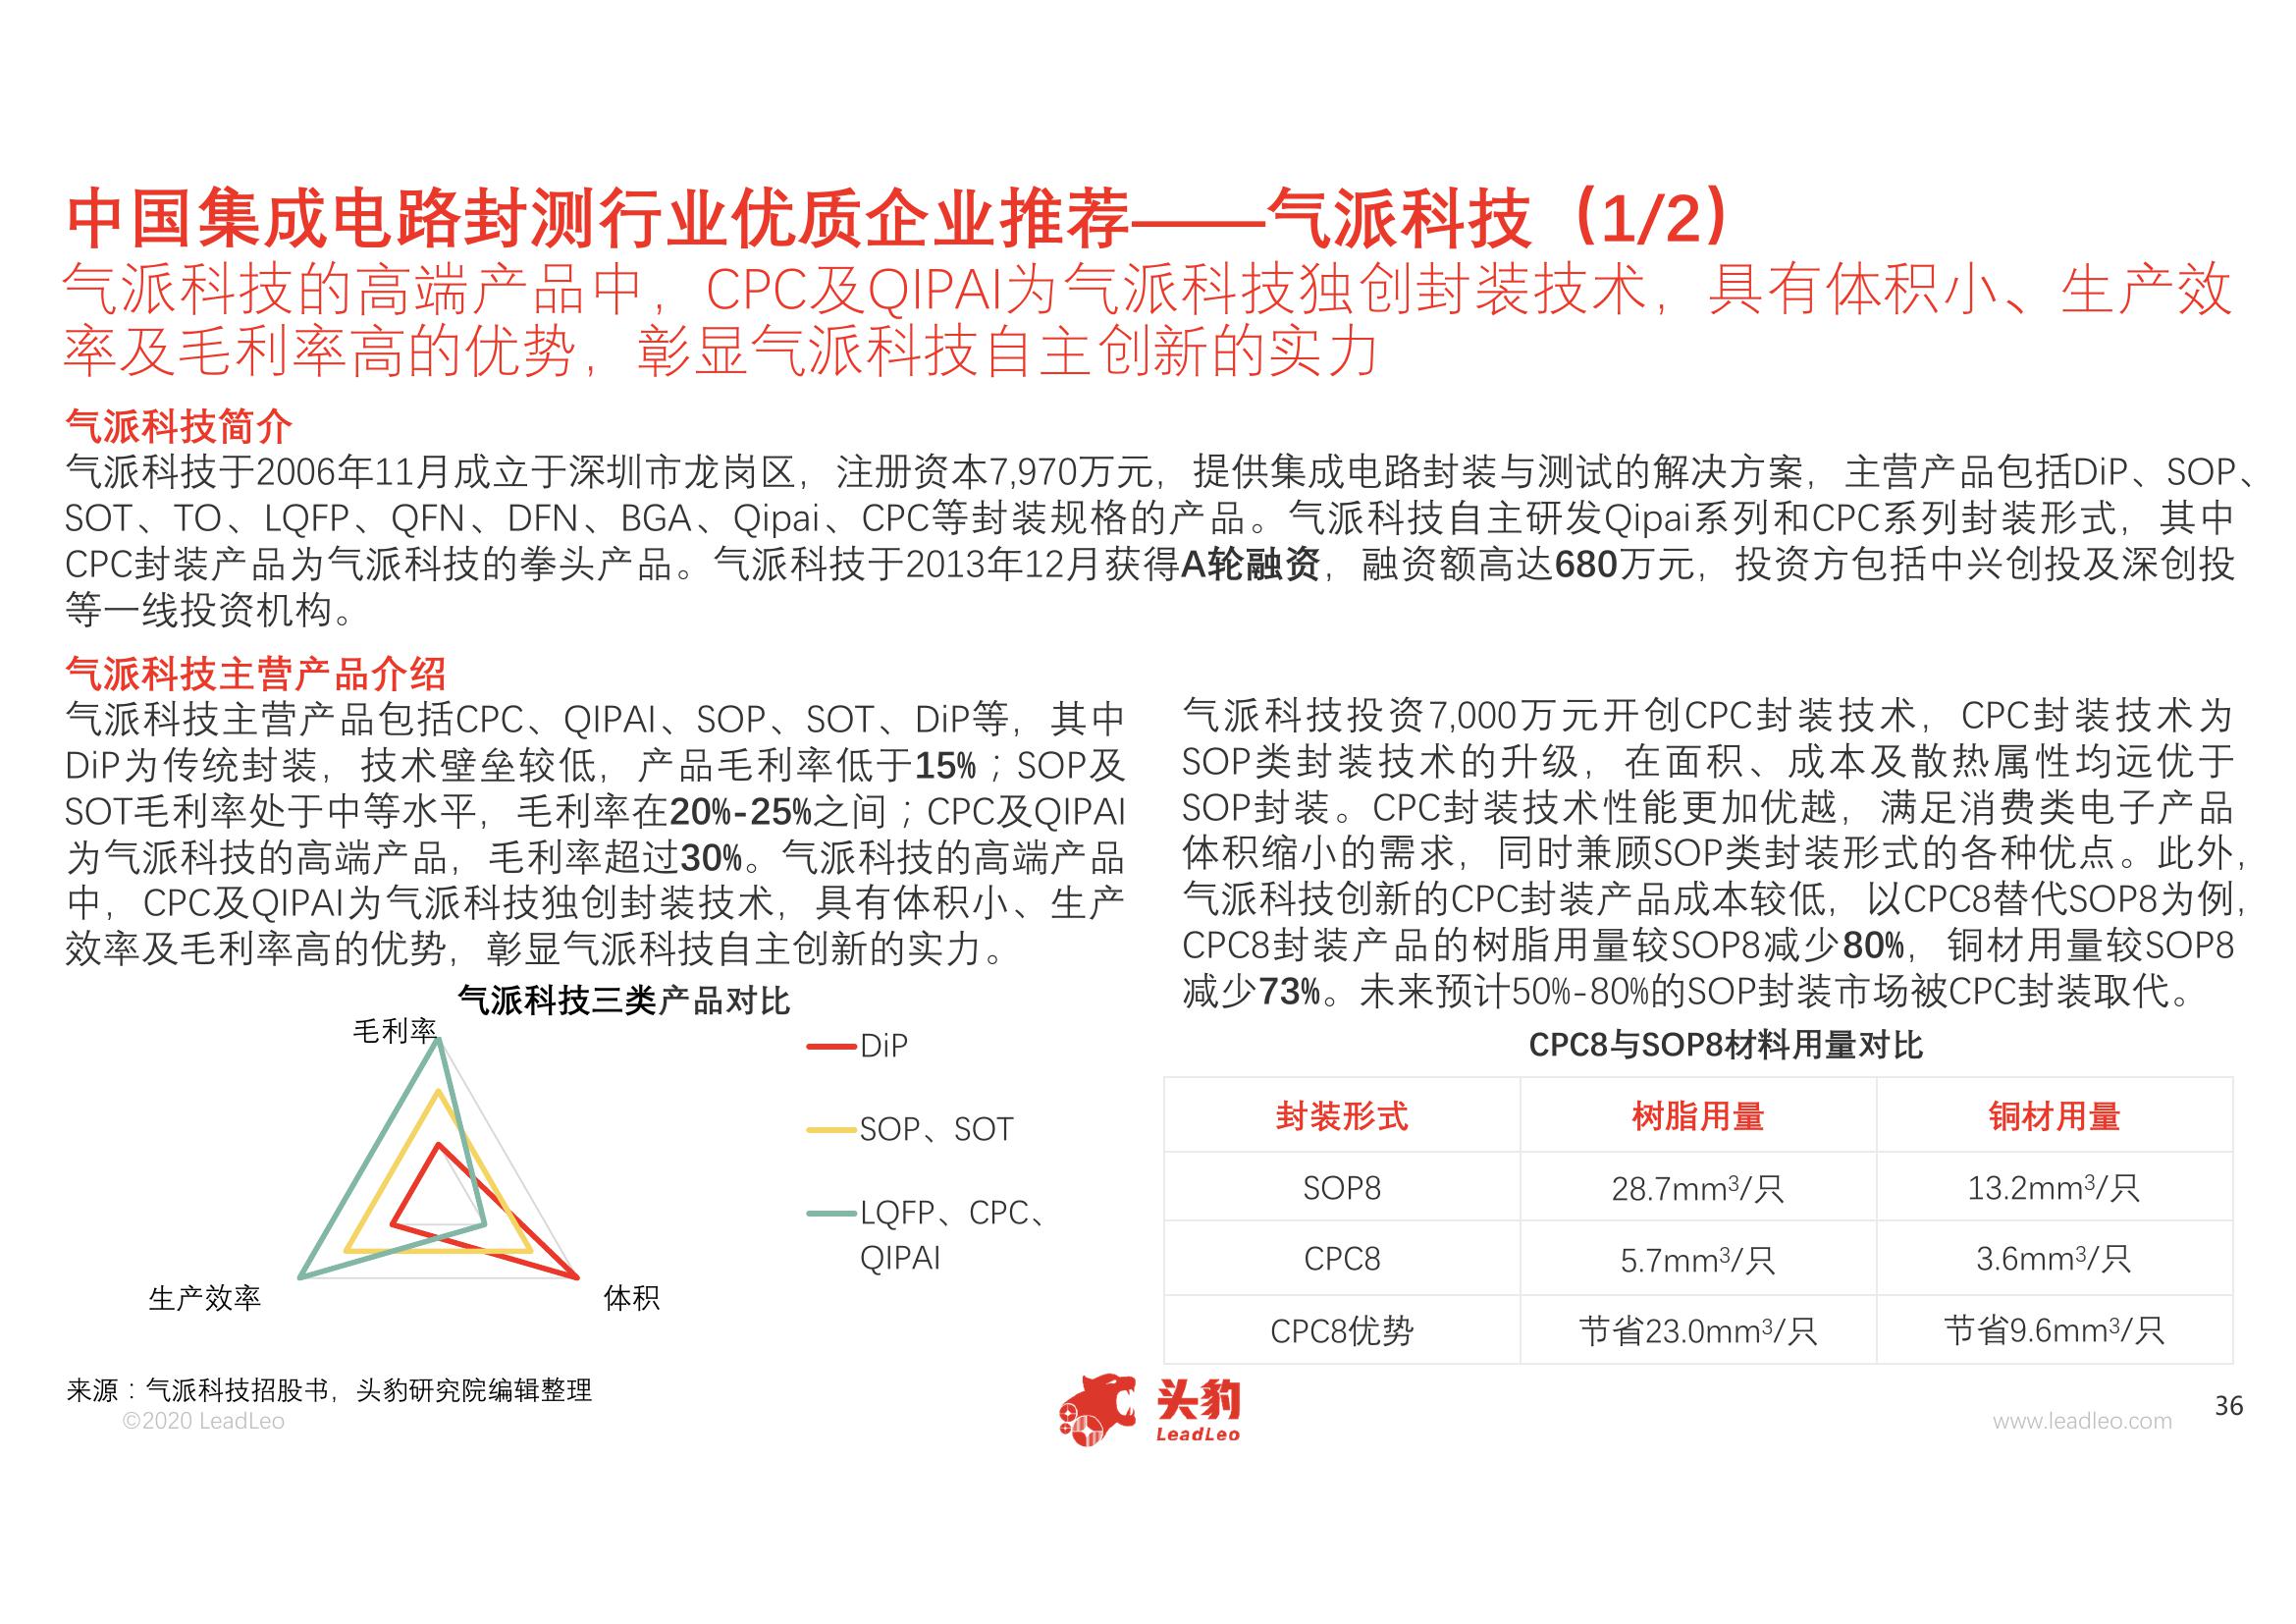 中国集成电路封测行业优质企业推荐——气派科技（1/2）
气派科技的高端产品中，CPC及QIPAI为气派科技独创封装技术，具有体积小、生产效
率及毛利率高的优势，彰显气派科技自主创新的实力
气派科技简介
气派科技于2006年11月成立于深圳市龙岗区，注册资本7,970万元，提供集成电路封装与测试的解决方案，主营产品包括DiP、SOP、
SOT、TO、LQFP、QFN、DFN、BGA、Qipai、CPC等封装规格的产品。气派科技自主研发Qipai系列和CPC系列封装形式，其中
CPC封装产品为气派科技的拳头产品。气派科技于2013年12月获得A轮融资，融资额高达680万元，投资方包括中兴创投及深创投
等一线投资机构。
气派科技主营产品介绍
气派科技主营产品包括CPC、QIPAI、SOP、SOT、DiP等，其中
DiP为传统封装，技术壁垒较低，产品毛利率低于15%；SOP及
SOT毛利率处于中等水平，毛利率在20%-25%之间；CPC及QIPAI
为气派科技的高端产品，毛利率超过30%。气派科技的高端产品
中，CPC及QIPAI为气派科技独创封装技术，具有体积小、生产
效率及毛利率高的优势，彰显气派科技自主创新的实力。
气派科技三类产品对比
毛利率
生产效率
体积
DiP
SOP、SOT
LQFP、CPC、
QIPAI
气派科技投资7,000万元开创CPC封装技术，CPC封装技术为
SOP类封装技术的升级，在面积、成本及散热属性均远优于
SOP封装。CPC封装技术性能更加优越，满足消费类电子产品
体积缩小的需求，同时兼顾SOP类封装形式的各种优点。此外，
气派科技创新的CPC封装产品成本较低，以CPC8替代SOP8为例，
CPC8封装产品的树脂用量较SOP8减少80%，铜材用量较SOP8
减少73%。未来预计50%-80%的SOP封装市场被CPC封装取代。
CPC8与SOP8材料用量对比
封装形式 树脂用量 铜材用量
SOP8 28.7mm³/只 13.2mm³/只
CPC8 5.7mm³/只 3.6mm³/只
CPC8优势 节省23.0mm³/只 节省9.6mm³/只
来源：气派科技招股书，头豹研究院编辑整理
©2020 LeadLeo
头豹
LeadLeo
www.leadleo.com
36